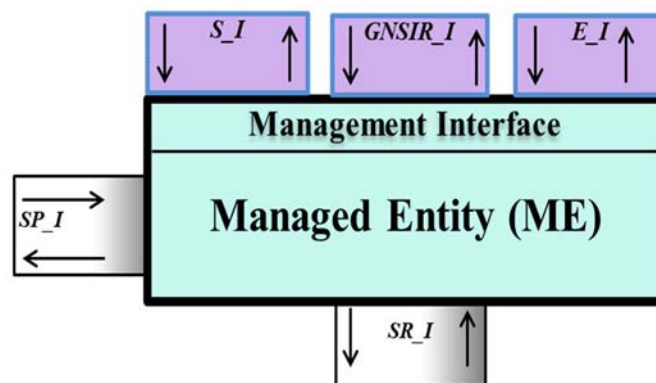 S_I GNSIR_I E_I
Management Interface
SP_I
Managed Entity (ME)
SR_I